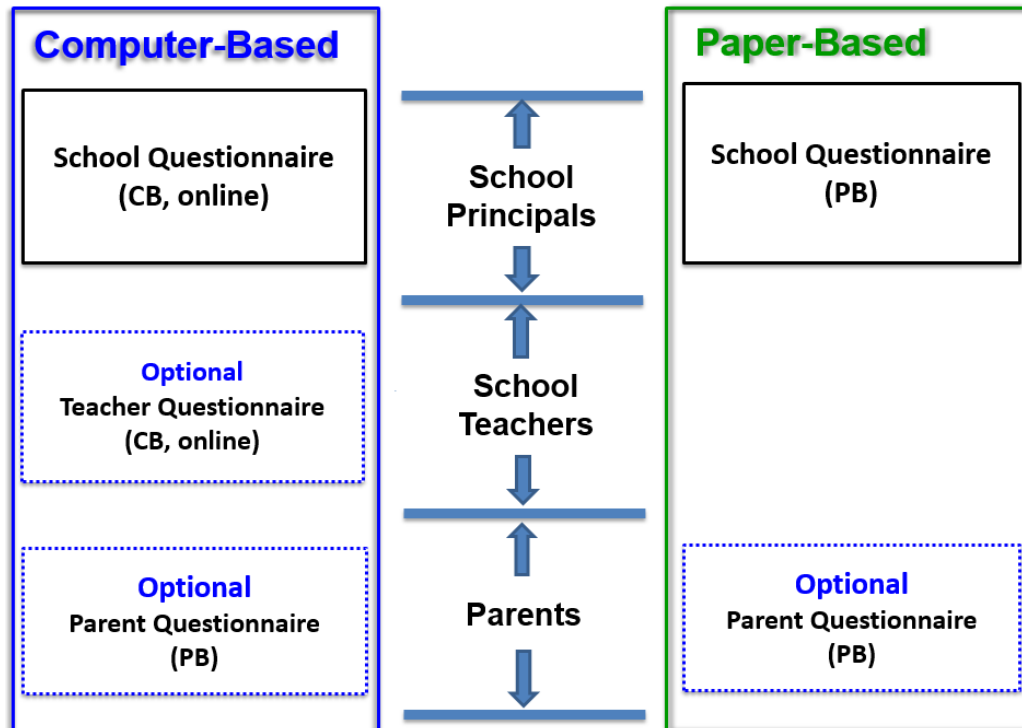 Computer-Based
School Questionnaire
(CB, online)
Optional
Teacher Questionnaire
(CB, online)
Optional
Parent Questionnaire
(PB)
School
Principals
School
Teachers
Parents
Paper-Based
School Questionnaire
(PB)
Optional
Parent Questionnaire
(PB)